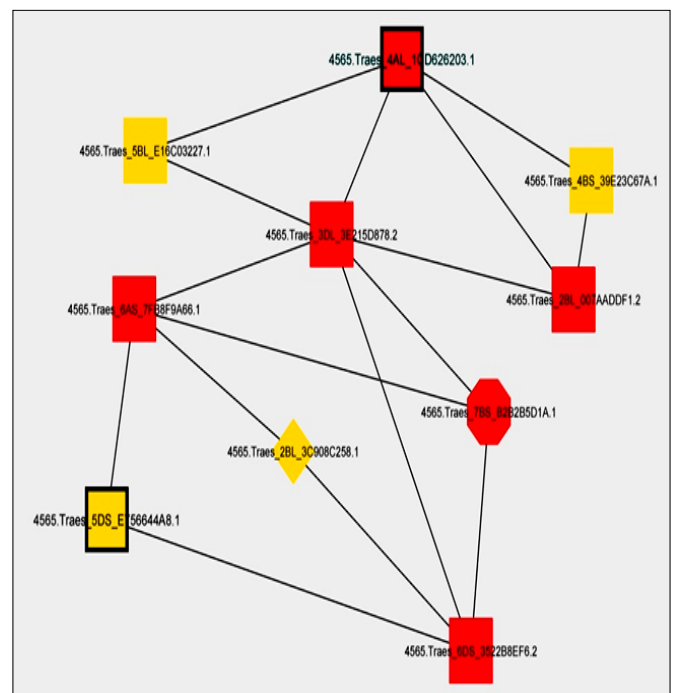 4565.Traes_4AL_10D626203.1
4565.Traes_5BL_E16C03227.1
4565.Traes_4BS_39E23C67A.1
4565.Traes_3DL_3E215D878.2
4565.Traes_2BL_007AADDF1.2
4565.Traes_6AS_7FB8F9A66.1
4565.Traes_7BS_B2B2B5D1A.1
4565.Traes_2BL_3C908C258.1
4565.Traes_5DS_E756644A8.1
4565.Traes_6DS_3522B8EF6.2